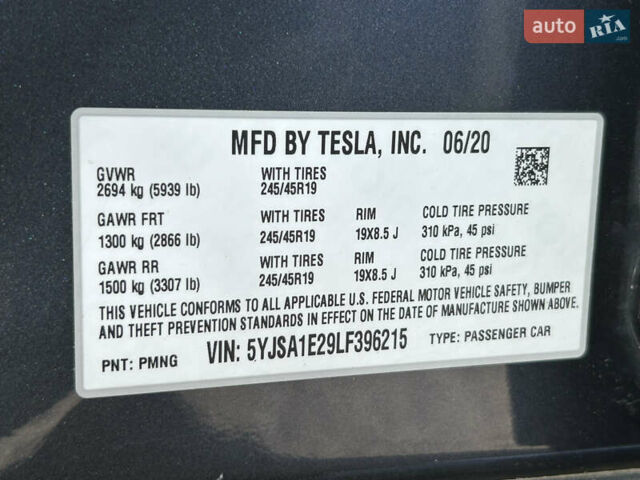 auto RIA .com
MFD BY TESLA, INC. 06/20
GVWR WITH TIRES
2694 kg (5939 lb) 245/45R19
GAWR FRT WITH TIRES RIM COLD TIRE PRESSURE
1300 kg (2866 lb) 245/45R19 19X8.5 J 310 kPa, 45 psi
GAWR RR WITH TIRES RIM COLD TIRE PRESSURE
1500 kg (3307 lb) 245/45R19 19X8.5 J 310 kPa, 45 psi
THIS VEHICLE CONFORMS TO ALL APPLICABLE U.S. FEDERAL MOTOR VEHICLE SAFETY, BUMPER
AND THEFT PREVENTION STANDARDS IN EFFECT ON THE DATE OF MANUFACTURE SHOWN ABOVE.
PNT: PMNG VIN: 5YJSA1E29LF396215 TYPE: PASSENGER CAR